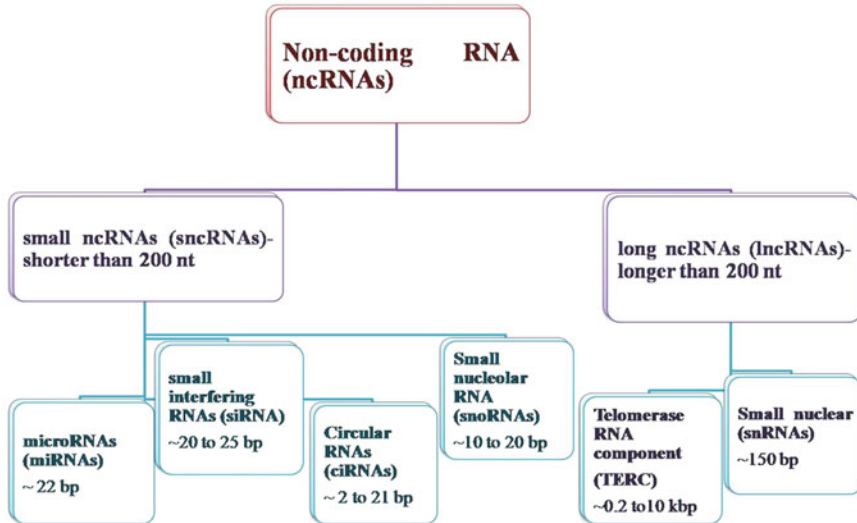 Non-coding RNA
(ncRNAs)
small ncRNAs (sncRNAs)-
shorter than 200 nt
long ncRNAs (lncRNAs)-
longer than 200 nt
microRNAs
(miRNAs)
~ 22 bp
small
interfering
RNAs (siRNA)
~20 to 25 bp
Circular
RNAs
(ciRNAs)
~ 2 to 21 bp
Small
nucleolar
RNA
(snoRNAs)
~10 to 20 bp
Telomerase
RNA
component
(TERC)
~0.2 to10 kbp
Small nuclear
(snRNAs)
~150 bp